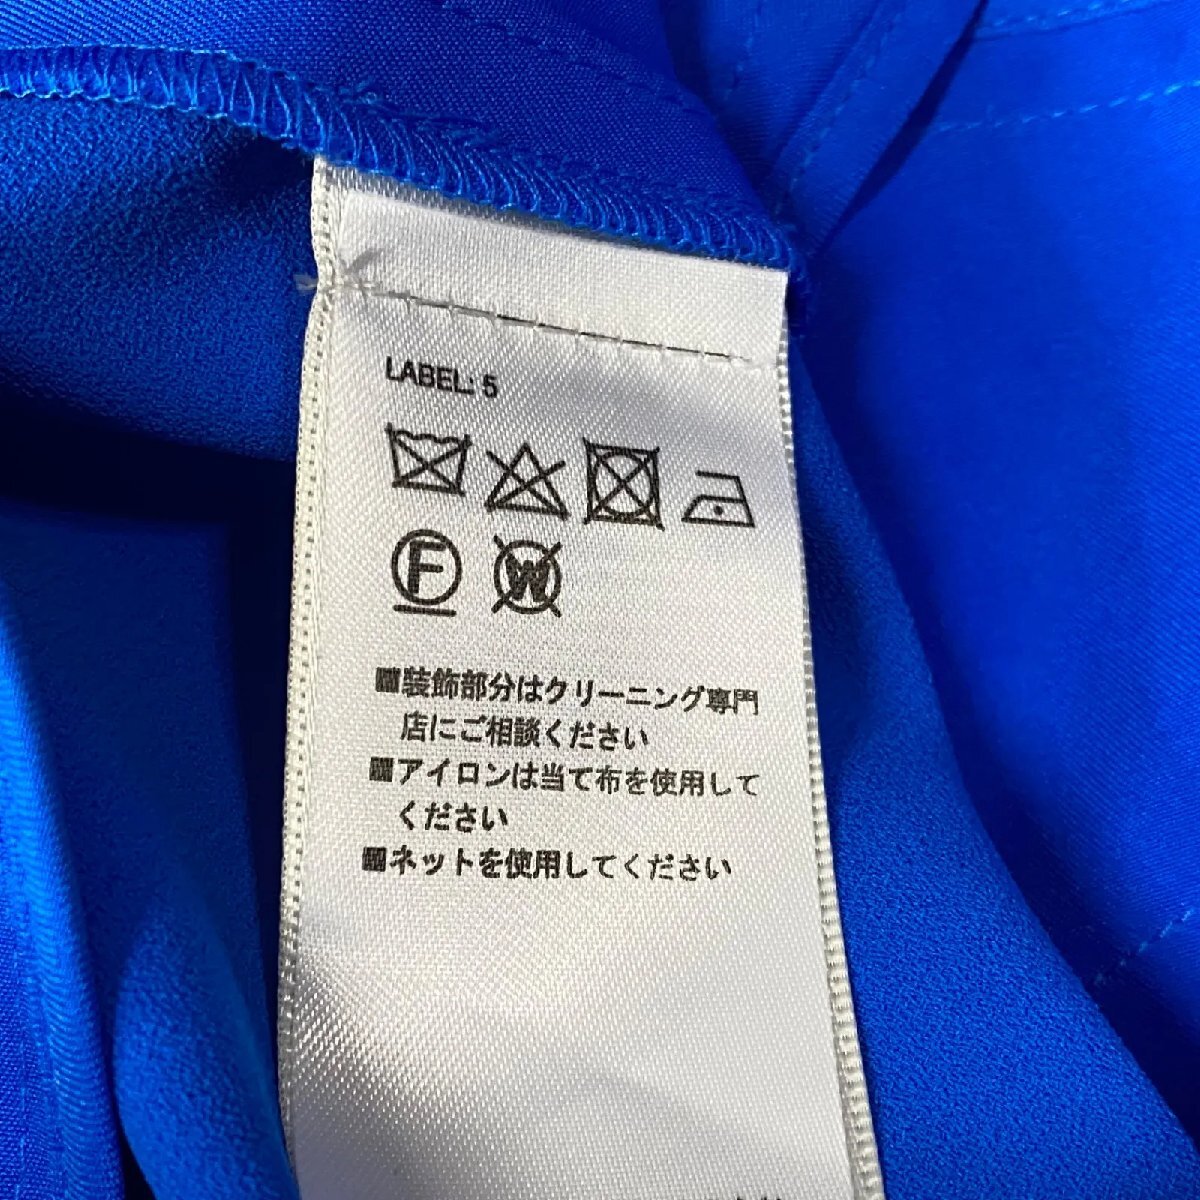 LABEL: 5
F W
■装飾部分はクリーニング専門
店にご相談ください
■アイロンは当て布を使用して
ください
■ネットを使用してください